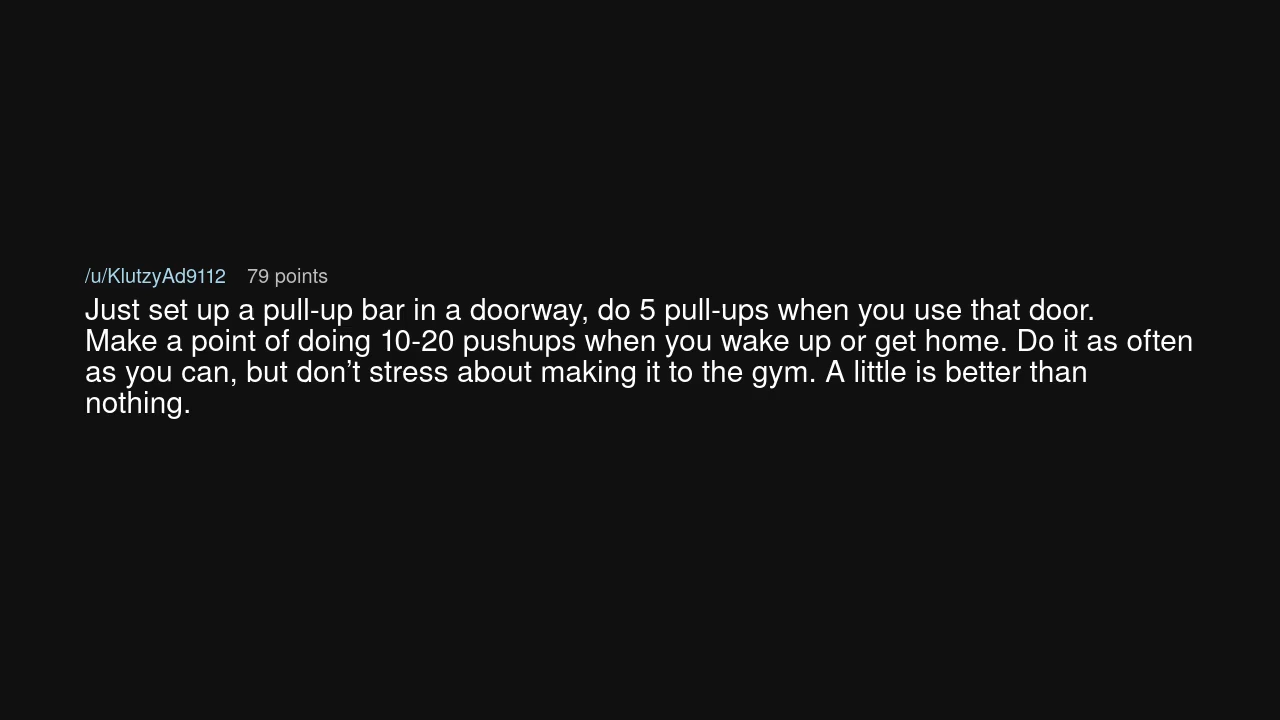 /u/KlutzyAd9112 79 points
Just set up a pull-up bar in a doorway, do 5 pull-ups when you use that door.
Make a point of doing 10-20 pushups when you wake up or get home. Do it as often
as you can, but don’t stress about making it to the gym. A little is better than
nothing.